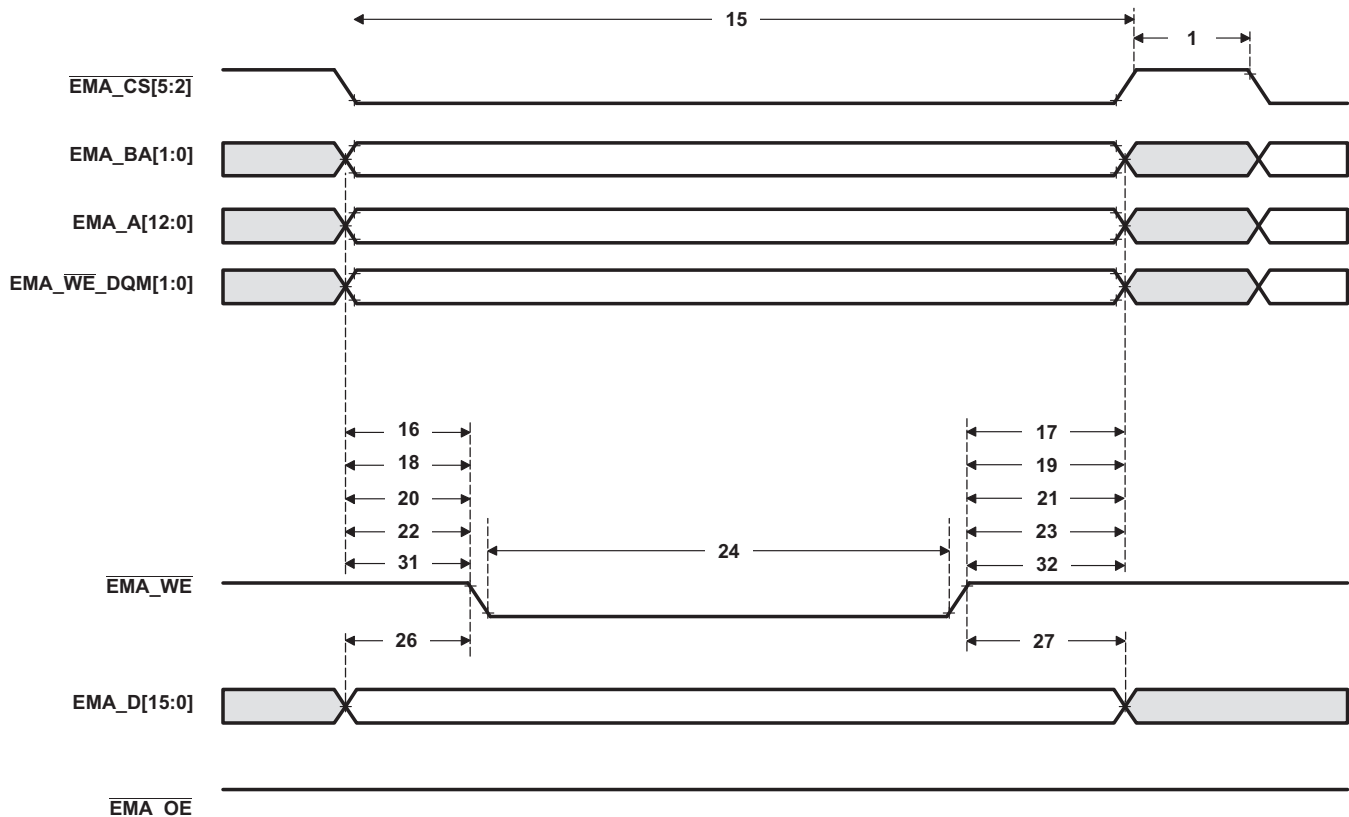 15
1
EMA_CS[5:2]
EMA_BA[1:0]
EMA_A[12:0]
EMA_WE_DQM[1:0]
16 17
18 19
20 21
22 23
24
31 32
EMA_WE
26 27
EMA_D[15:0]
EMA_OE